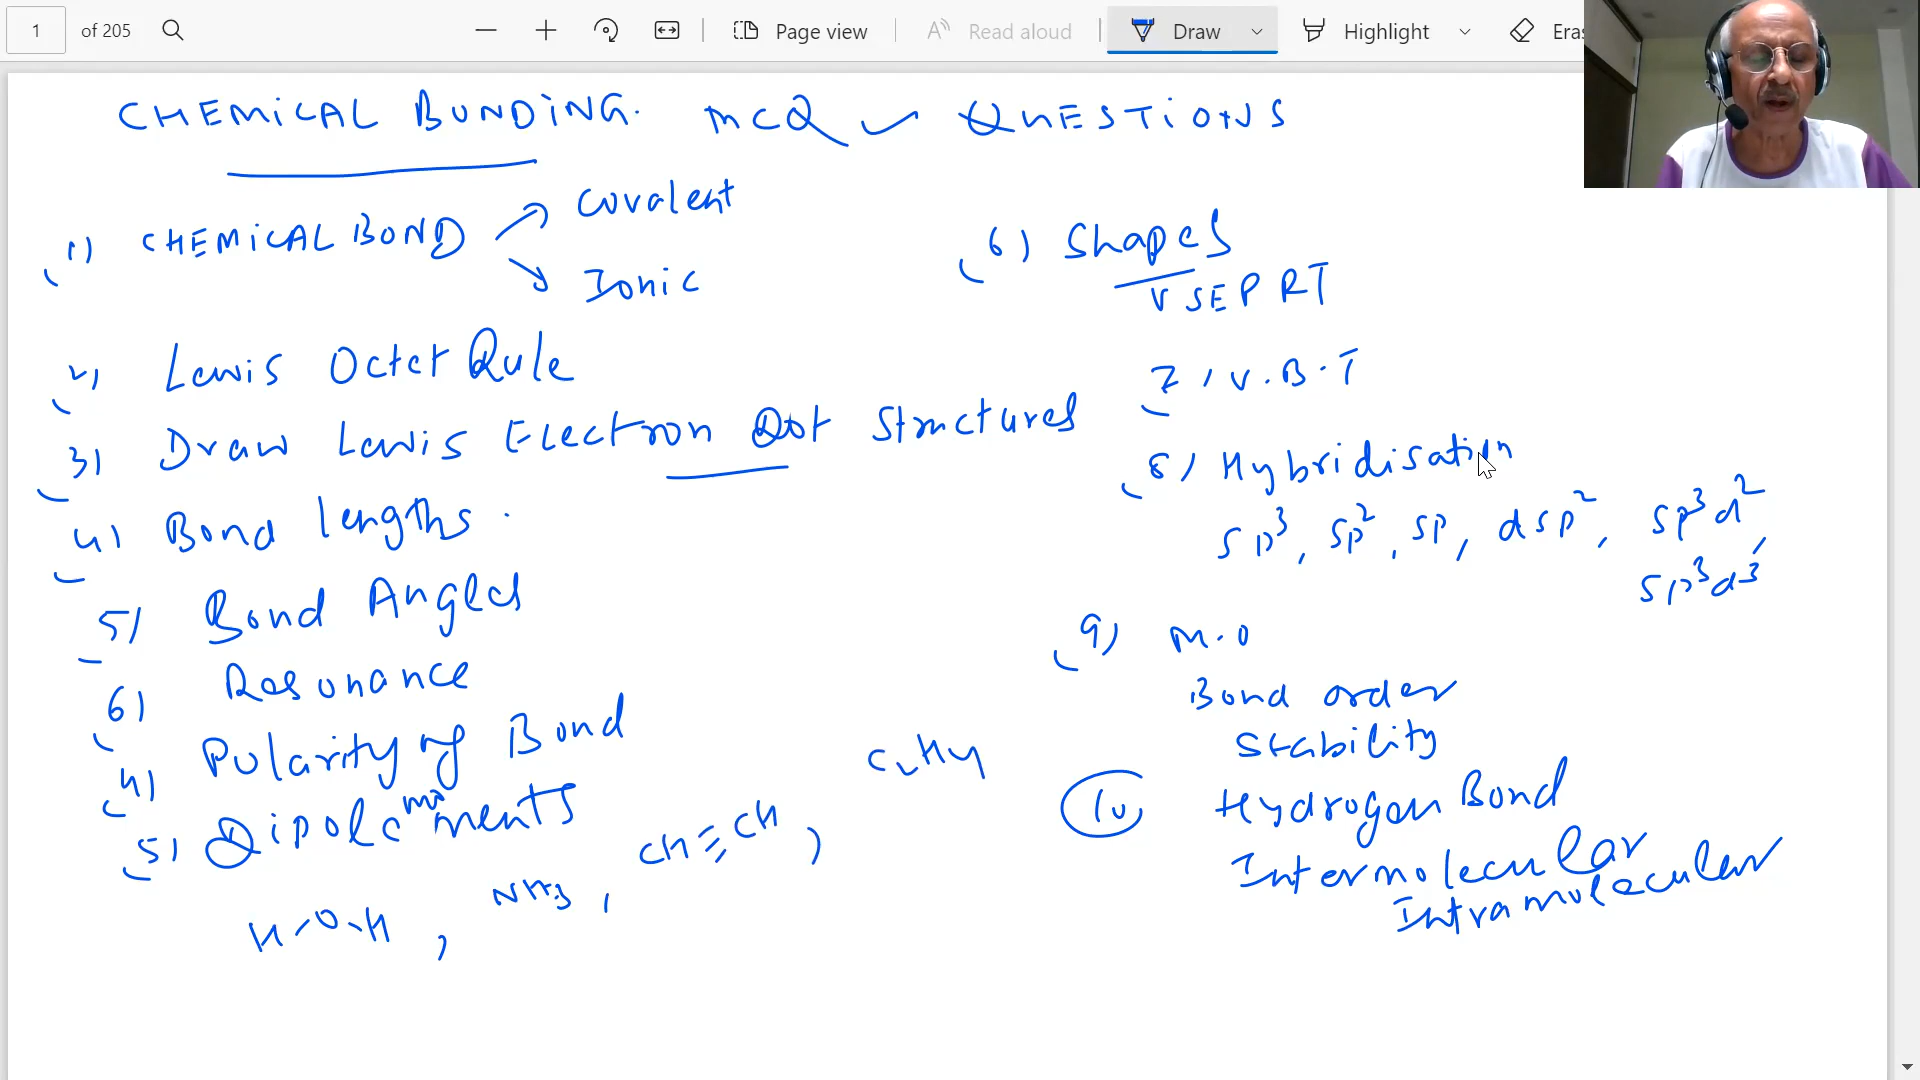 1 of 205 Page view Read aloud Draw Highlight Eras
CHEMICAL BONDING. MCQ QUESTIONS
1) CHEMICAL BOND
Covalent
Ionic
2) Lewis Octet Rule
3) Draw Lewis Electron Dot Structures
4) Bond lengths.
5) Bond Angles
6) Resonance
4) Polarity of Bond
5) Dipole moments
H-O-H, NH3, CH≡CH, C2H4
6) Shapes
VSEPRT
7) V.B.T
8) Hybridisation
sp³, sp², sp, dsp², sp³d²,
sp³d³
9) M.O
Bond order
Stability
10 Hydrogen Bond
Intermolecular
Intramolecular